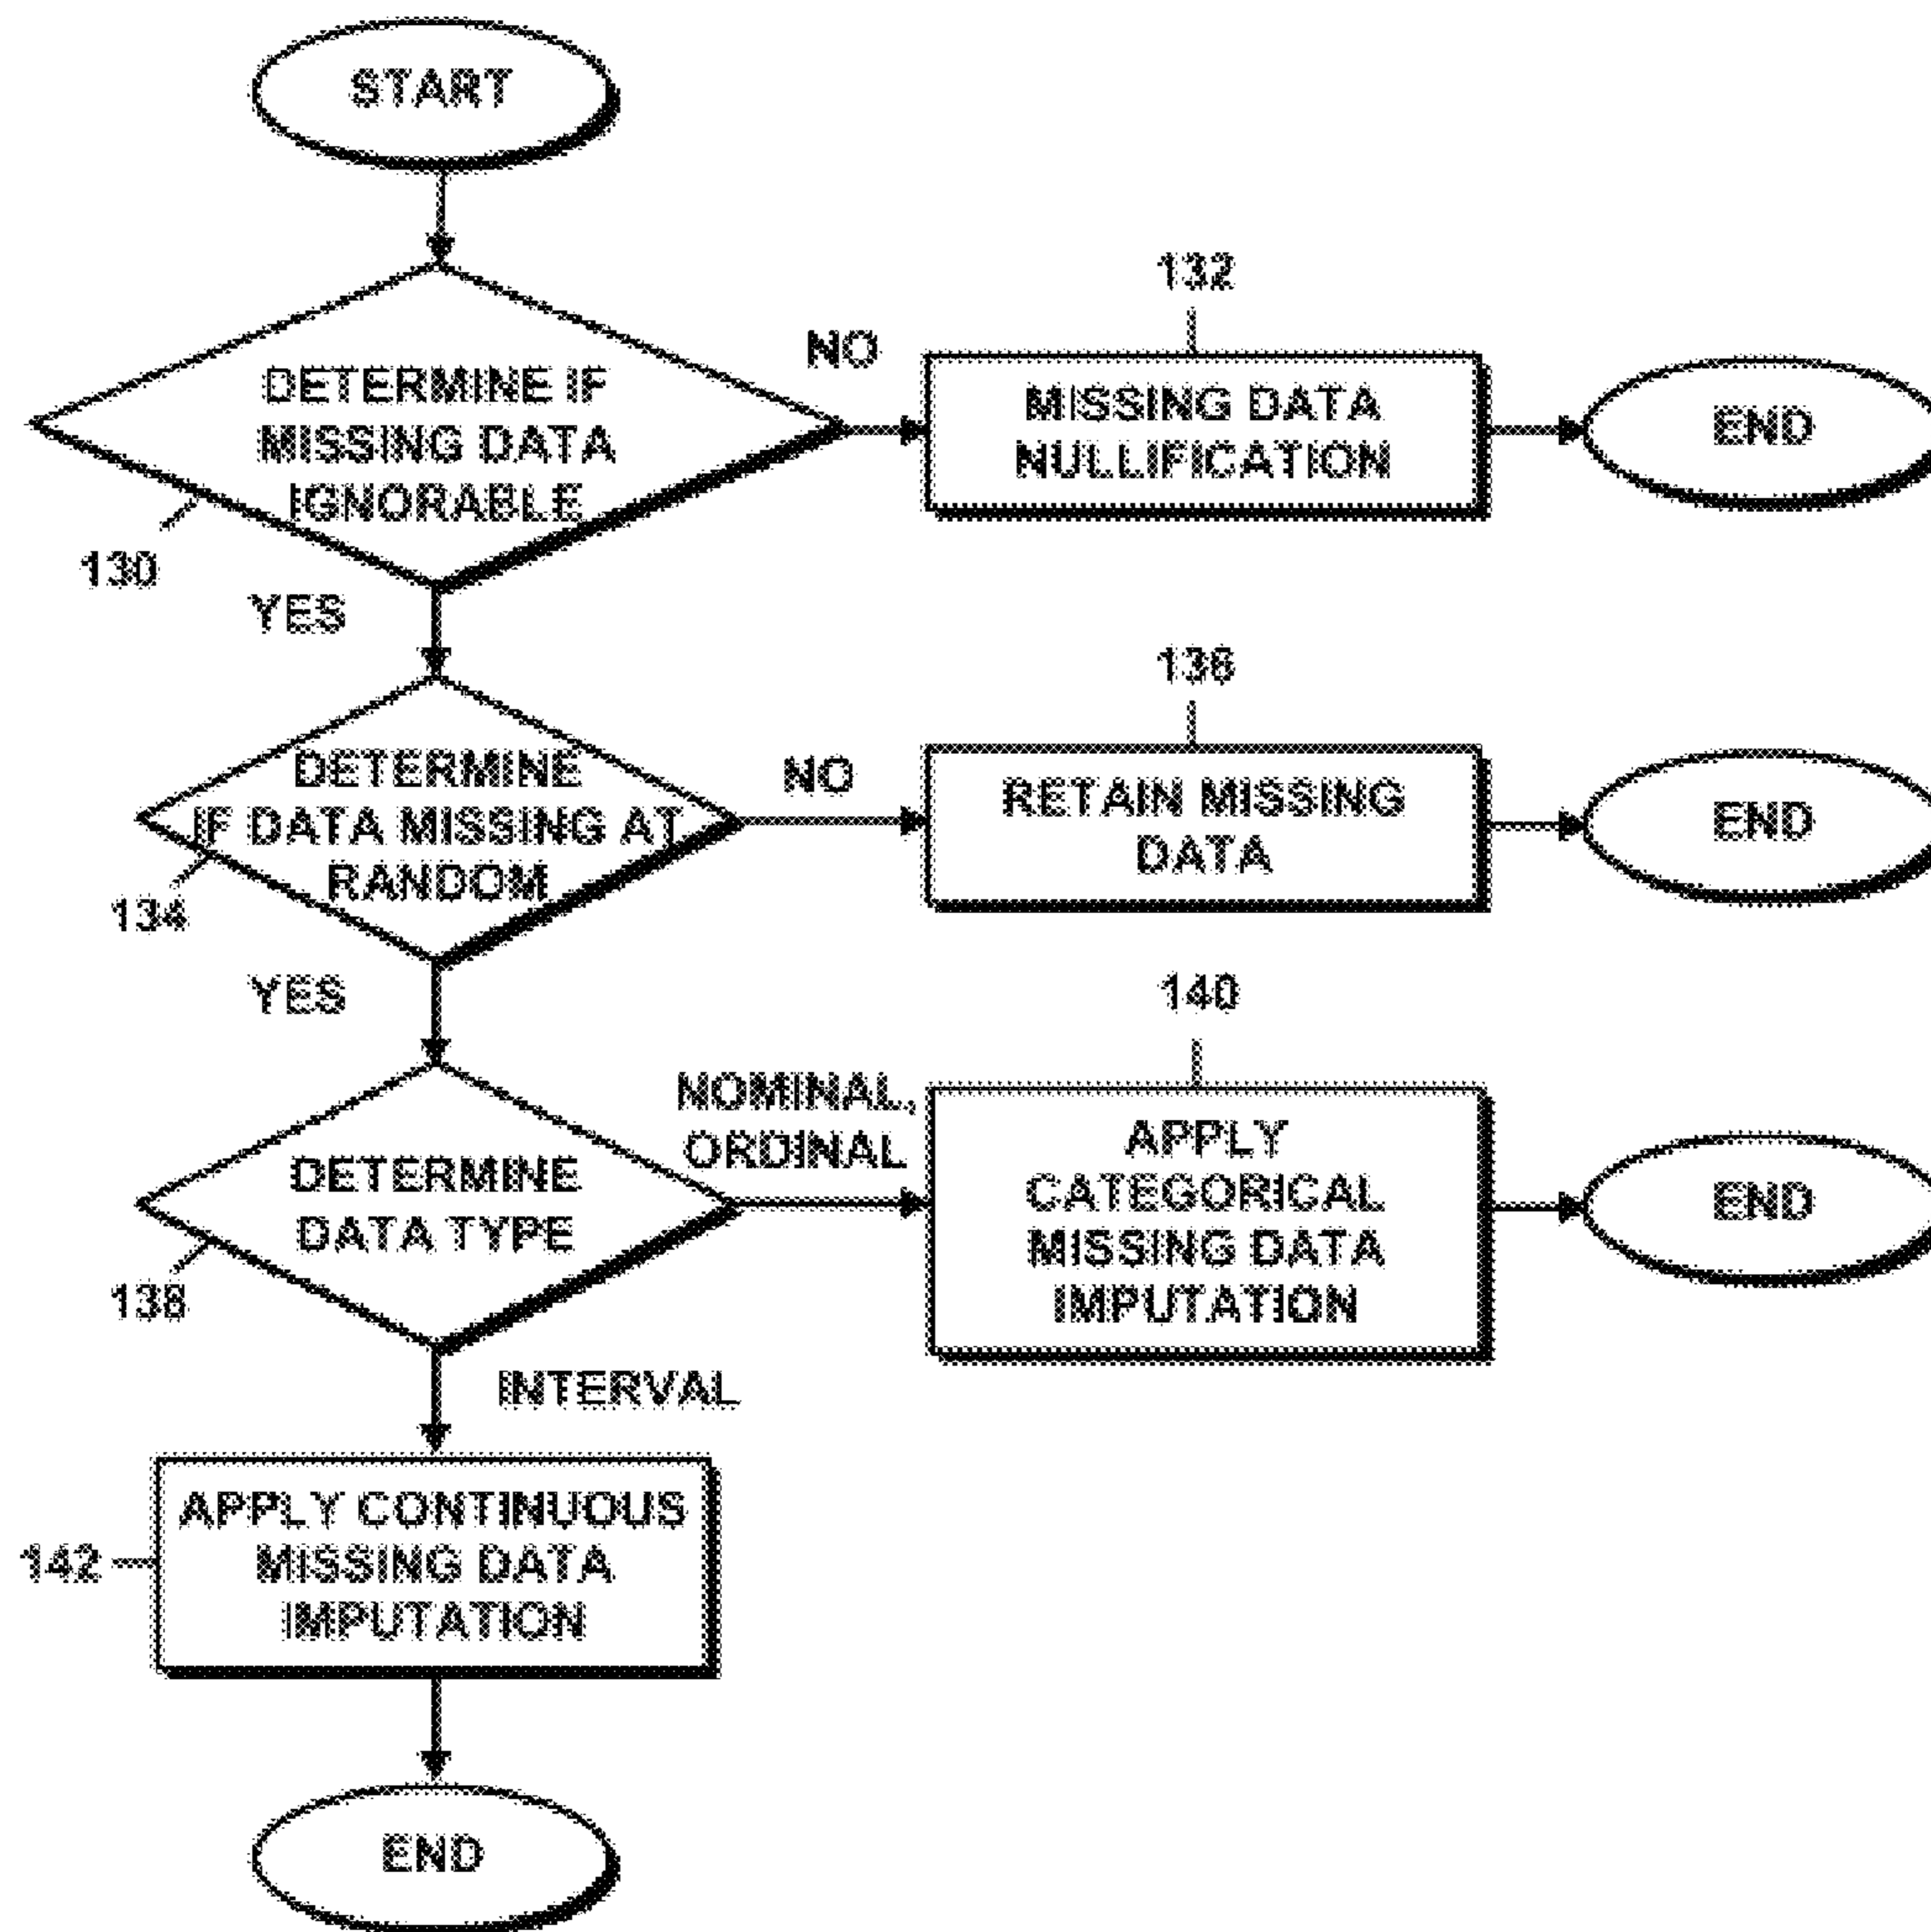 START
132
NO
DETERMINE IF
MISSING DATA
IGNORABLE
MISSING DATA
NULLIFICATION
END
130
YES
136
DETERMINE
IF DATA MISSING AT
RANDOM
NO
RETAIN MISSING
DATA
END
134
YES
140
NOMINAL,
ORDINAL
DETERMINE
DATA TYPE
APPLY
CATEGORICAL
MISSING DATA
IMPUTATION
END
138
INTERVAL
APPLY CONTINUOUS
MISSING DATA
IMPUTATION
142
END